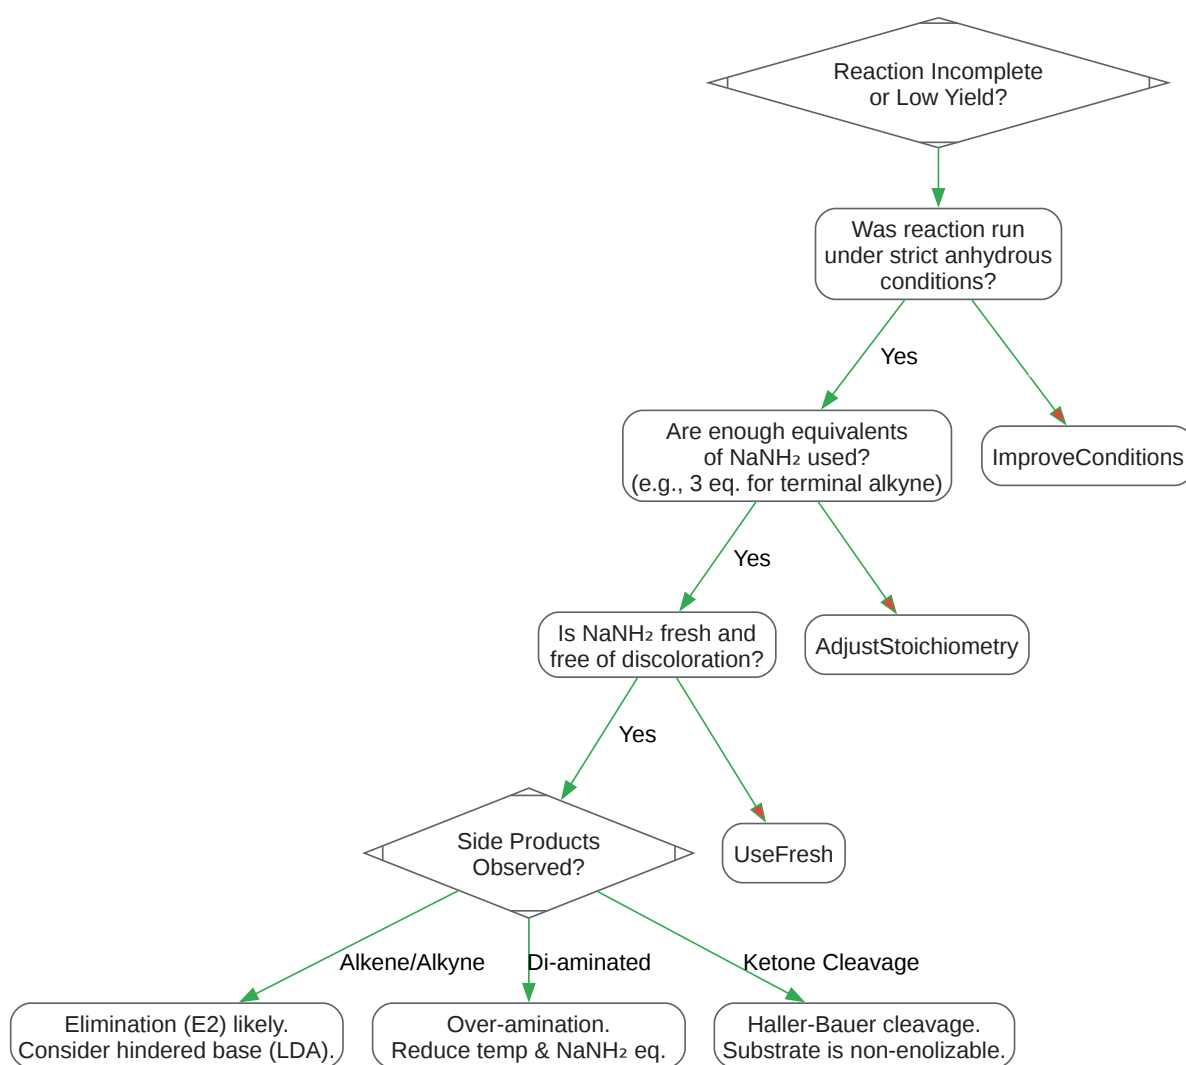 Reaction Incomplete
or Low Yield?
Was reaction run
under strict anhydrous
conditions?
Yes
Are enough equivalents
of NaNH₂ used?
(e.g., 3 eq. for terminal alkyne)
ImproveConditions
Yes
Is NaNH₂ fresh and
free of discoloration?
AdjustStoichiometry
Yes
Side Products
Observed?
UseFresh
Alkene/Alkyne
Di-aminated
Ketone Cleavage
Elimination (E2) likely.
Consider hindered base (LDA).
Over-amination.
Reduce temp & NaNH₂ eq.
Haller-Bauer cleavage.
Substrate is non-enolizable.